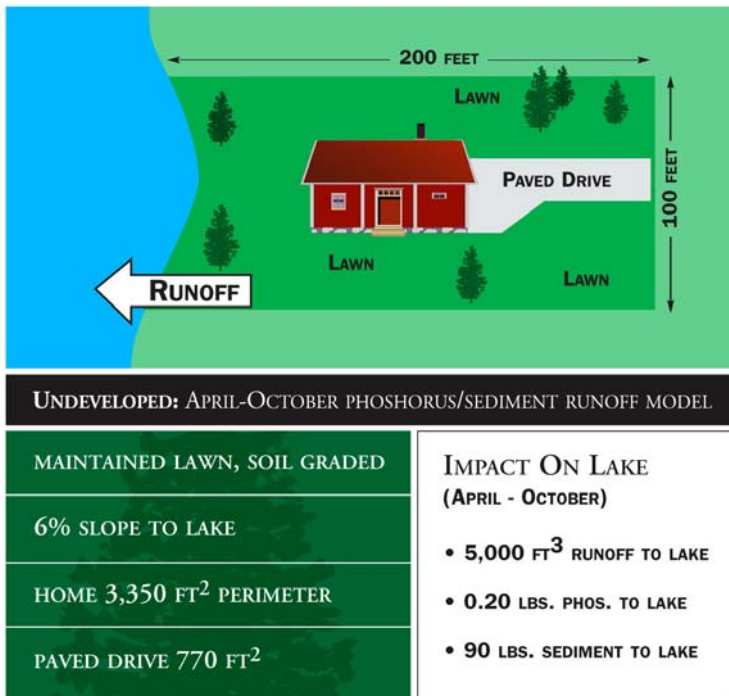 200 FEET
LAWN
PAVED DRIVE
100 FEET
LAWN
LAWN
RUNOFF
UNDEVELOPED: APRIL-OCTOBER PHOSHORUS/SEDIMENT RUNOFF MODEL
MAINTAINED LAWN, SOIL GRADED
6% SLOPE TO LAKE
HOME 3,350 FT² PERIMETER
PAVED DRIVE 770 FT²
IMPACT ON LAKE
(APRIL - OCTOBER)
• 5,000 FT³ RUNOFF TO LAKE
• 0.20 LBS. PHOS. TO LAKE
• 90 LBS. SEDIMENT TO LAKE